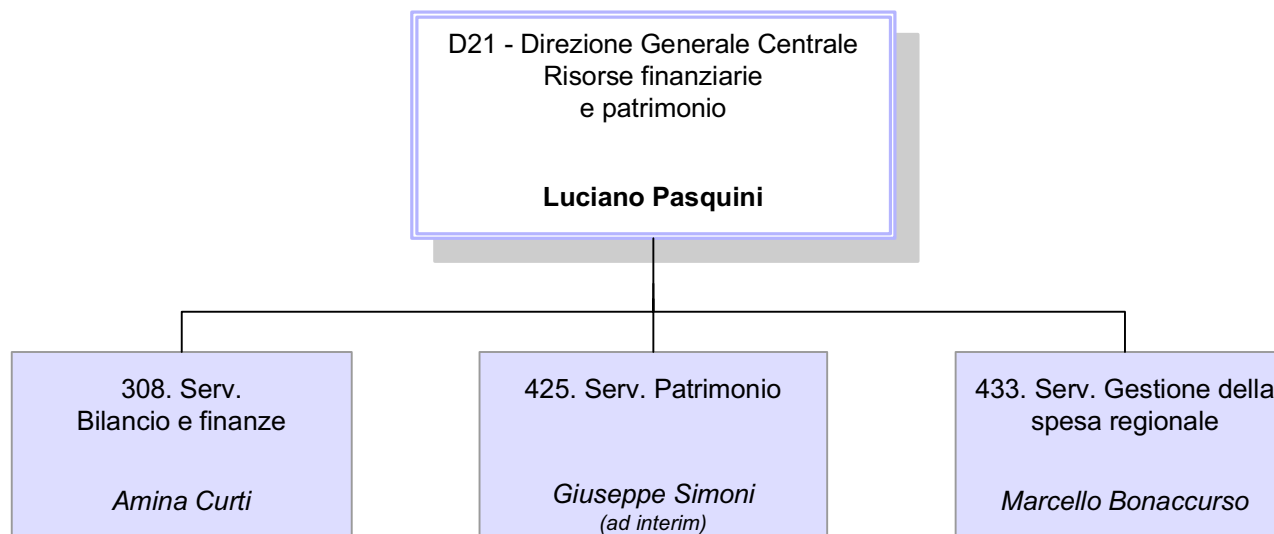 D21 - Direzione Generale Centrale
Risorse finanziarie
e patrimonio
Luciano Pasquini
308. Serv.
Bilancio e finanze
Amina Curti
425. Serv. Patrimonio
Giuseppe Simoni
(ad interim)
433. Serv. Gestione della
spesa regionale
Marcello Bonaccurso